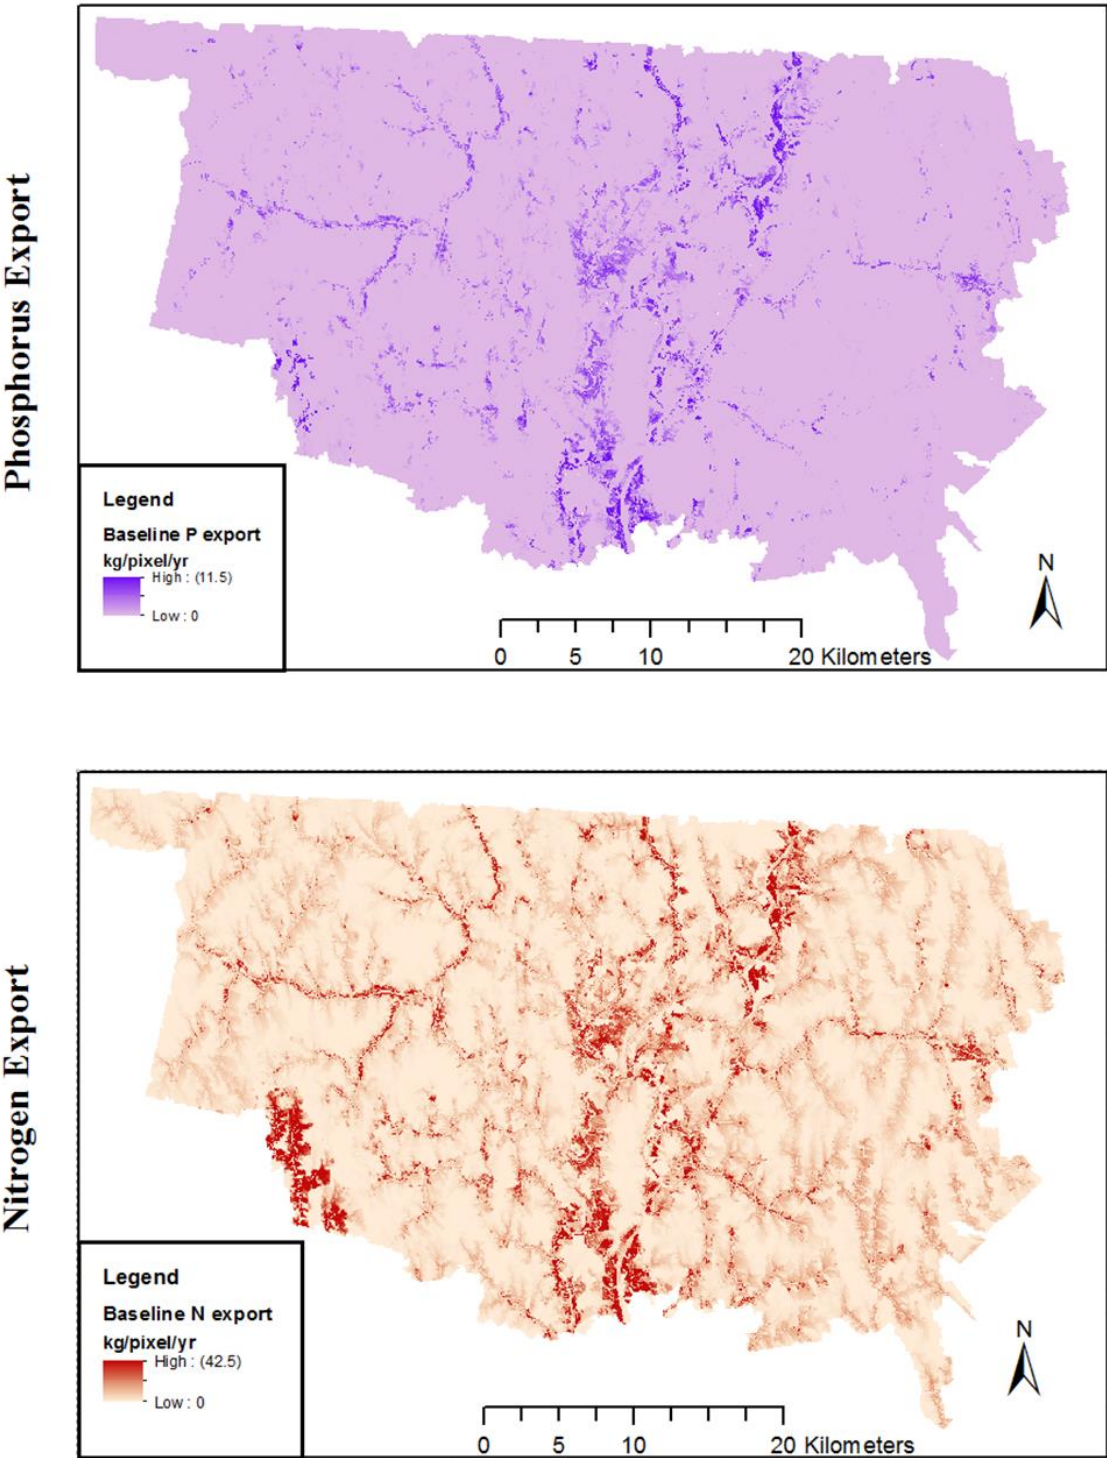 Phosphorus Export
Legend
Baseline P export
kg/pixel/yr
High : (11.5)
Low : 0
N
0 5 10 20 Kilometers
Nitrogen Export
Legend
Baseline N export
kg/pixel/yr
High : (42.5)
Low : 0
N
0 5 10 20 Kilometers